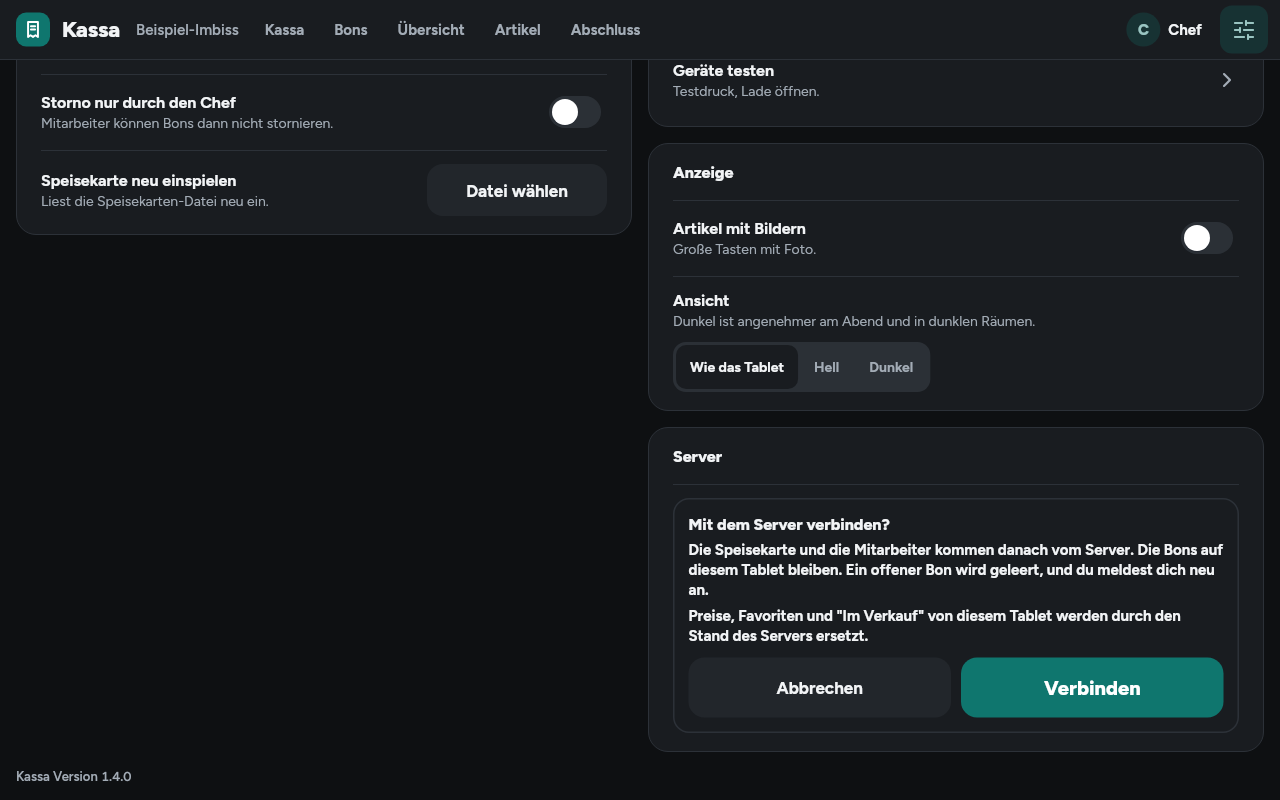 Kassa
Beispiel-Imbiss
Kassa
Bons
Übersicht
Artikel
Abschluss
C
Chef
Storno nur durch den Chef
Mitarbeiter können Bons dann nicht stornieren.
Speisekarte neu einspielen
Liest die Speisekarten-Datei neu ein.
Datei wählen
Geräte testen
Testdruck, Lade öffnen.
Anzeige
Artikel mit Bildern
Große Tasten mit Foto.
Ansicht
Dunkel ist angenehmer am Abend und in dunklen Räumen.
Wie das Tablet
Hell
Dunkel
Server
Mit dem Server verbinden?
Die Speisekarte und die Mitarbeiter kommen danach vom Server. Die Bons auf
diesem Tablet bleiben. Ein offener Bon wird geleert, und du meldest dich neu
an.
Preise, Favoriten und "Im Verkauf" von diesem Tablet werden durch den
Stand des Servers ersetzt.
Abbrechen
Verbinden
Kassa Version 1.4.0